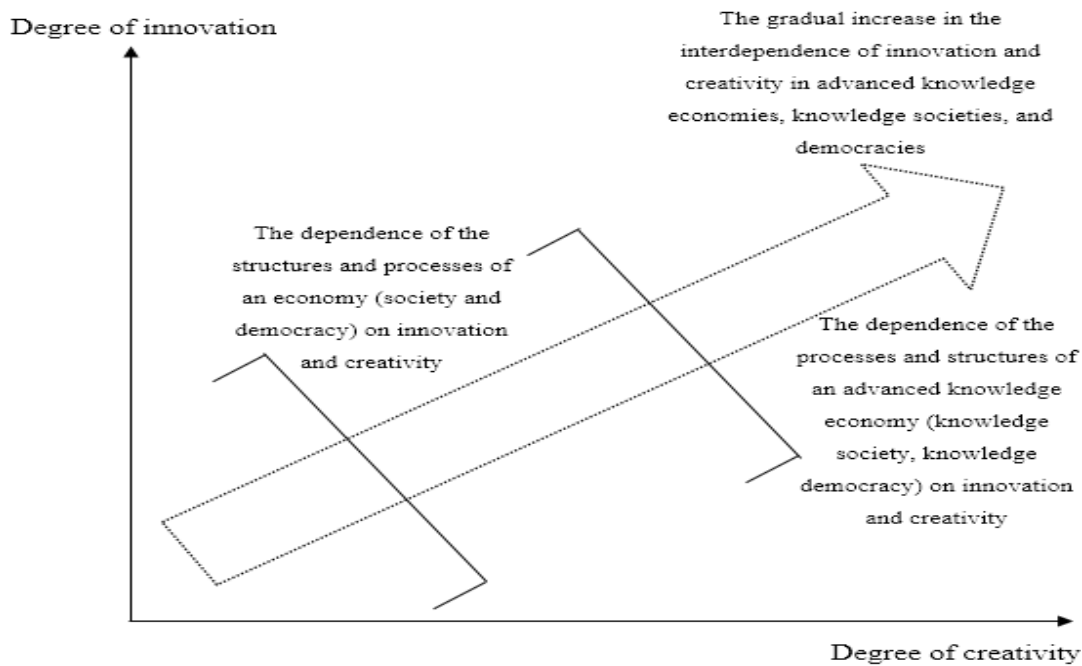 Degree of innovation
The gradual increase in the
interdependence of innovation and
creativity in advanced knowledge
economies, knowledge societies, and
democracies
The dependence of the
structures and processes of
an economy (society and
democracy) on innovation
and creativity
The dependence of the
processes and structures of
an advanced knowledge
economy (knowledge
society, knowledge
democracy) on innovation
and creativity
Degree of creativity